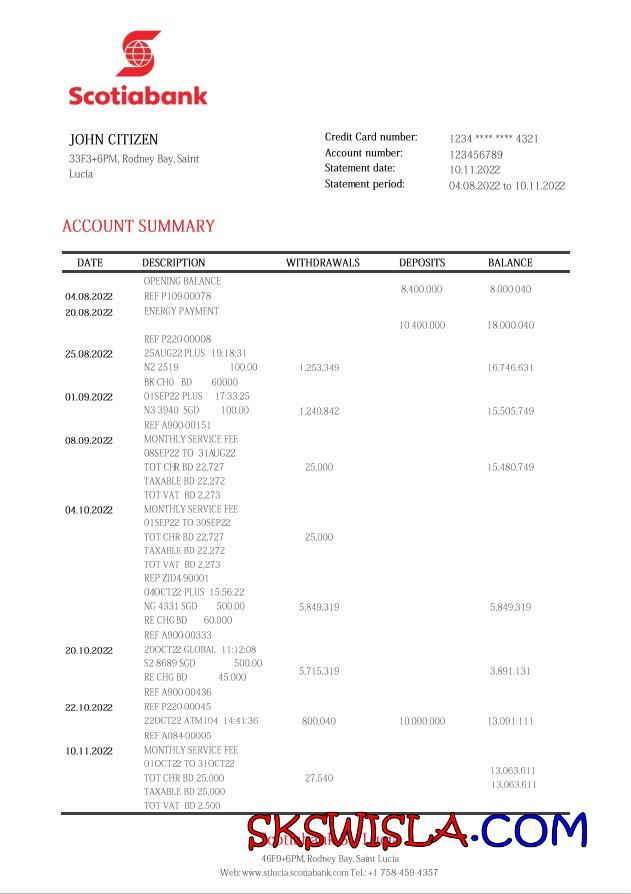 Scotiabank
JOHN CITIZEN
33F3+6PM, Rodney Bay, Saint
Lucia
Credit Card number: 1234 **** **** 4321
Account number: 123456789
Statement date: 10.11.2022
Statement period: 04.08.2022 to 10.11.2022
ACCOUNT SUMMARY
DATE DESCRIPTION WITHDRAWALS DEPOSITS BALANCE
OPENING BALANCE
8,400.000 8.000.040
04.08.2022 REF P109-00078
20.08.2022 ENERGY PAYMENT
10.400.000 18.000.040
REF P220-00008
25.08.2022 25AUG22 PLUS 19:18:31
N2 2519 100.00 1,253,349 16,746.631
BK CHO BD 60000
01.09.2022 01SEP22 PLUS 17:33:25
N3 3940 SGD 100.00 1,240.842 15,505,749
REF A900-00151
08.09.2022 MONTHLY SERVICE FEE
08SEP22 TO 31AUG22
TOT CHR BD 22,727 25,000 15,480,749
TAXABLE BD 22,272
TOT VAT BD 2,273
04.10.2022 MONTHLY SERVICE FEE
01SEP22 TO 30SEP22
TOT CHR BD 22,727 25,000
TAXABLE BD 22,272
TOT VAT BD 2,273
REP ZID4-90001
04OCT22 PLUS 15:56:22
NG 4331 SGD 500.00 5,849,319 5,849,319
RE CHG BD 60.000
REF A900-00333
20.10.2022 20OCT22 GLOBAL 11:12:08
S2 8689 SGD 500.00
5,715,319 3,891.131
RE CHG BD 45.000
REF A900-00436
22.10.2022 REF P220-00045
22OCT22 ATM104 14:41:36 800,040 10.000.000 13,091.111
REF A084-00005
10.11.2022 MONTHLY SERVICE FEE
01OCT22 TO 31OCT22
13,063.611
TOT CHR BD 25,000 27,540
13,063.611
TAXABLE BD 25,000
TOT VAT BD 2,500
SKSWISLA.COM
46F9+6PM, Rodney Bay, Saint Lucia
Web: www.stlucia.scotiabank.com Tel.: +1 758-459-4357